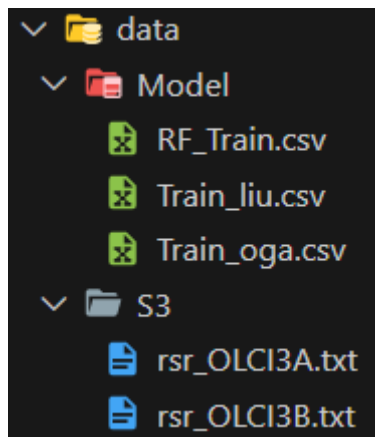 data
Model
RF_Train.csv
Train_liu.csv
Train_oga.csv
S3
rsr_OLCI3A.txt
rsr_OLCI3B.txt